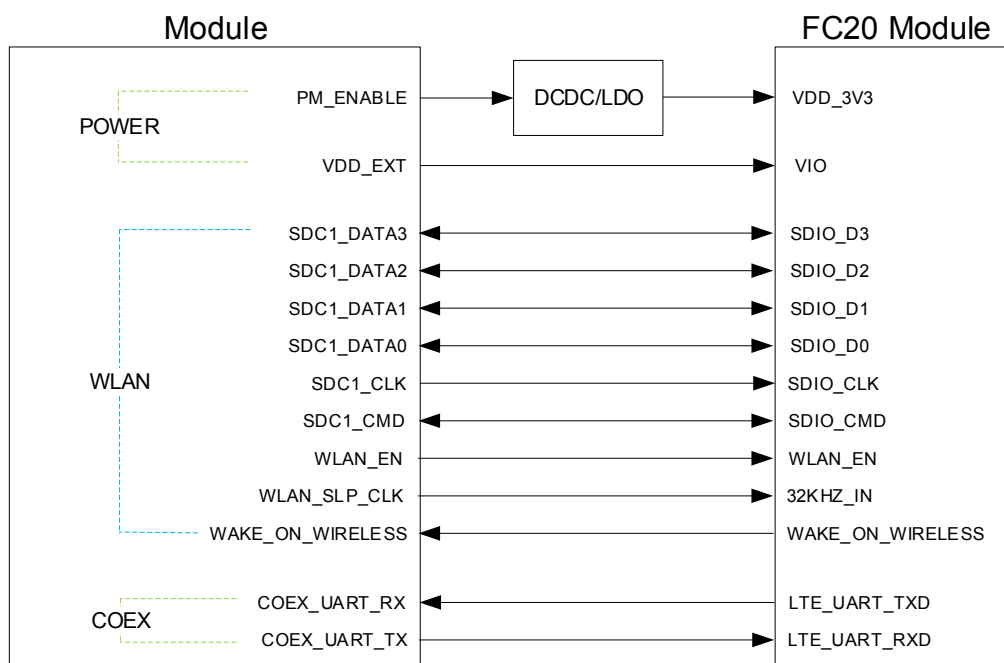 Module
FC20 Module
PM_ENABLE
DCDC/LDO
VDD_3V3
POWER
VDD_EXT
VIO
SDC1_DATA3
SDIO_D3
SDC1_DATA2
SDIO_D2
SDC1_DATA1
SDIO_D1
SDC1_DATA0
SDIO_D0
WLAN
SDC1_CLK
SDIO_CLK
SDC1_CMD
SDIO_CMD
WLAN_EN
WLAN_EN
WLAN_SLP_CLK
32KHZ_IN
WAKE_ON_WIRELESS
WAKE_ON_WIRELESS
COEX_UART_RX
LTE_UART_TXD
COEX
COEX_UART_TX
LTE_UART_RXD